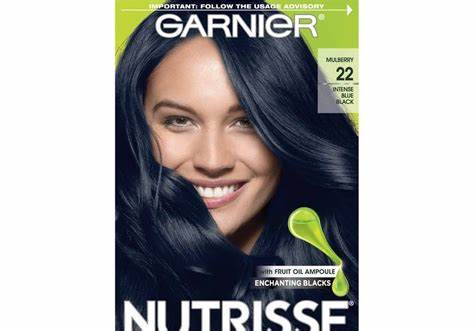 IMPORTANT: FOLLOW THE USAGE ADVISORY
GARNIER
MULBERRY
22
INTENSE
BLUE
BLACK
with FRUIT OIL AMPOULE
ENCHANTING BLACKS
NUTRISSE®